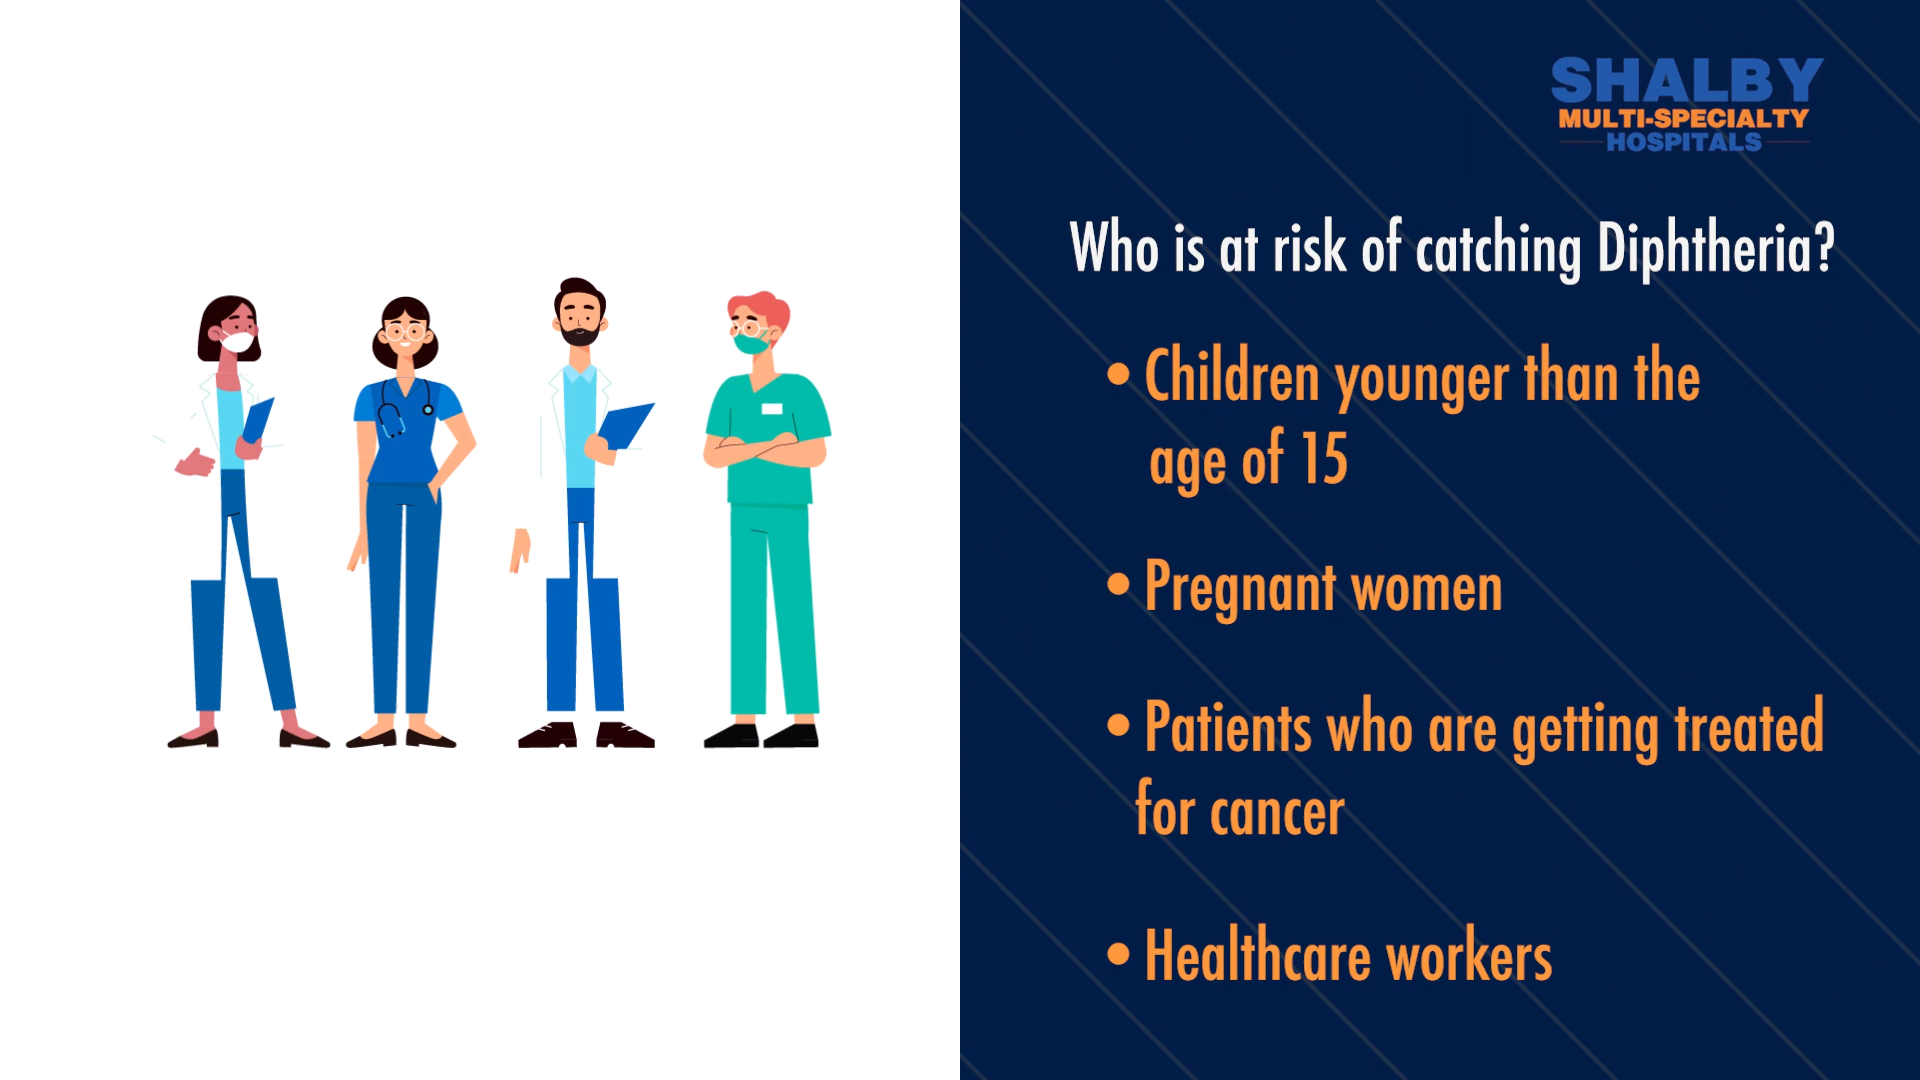 SHALBY
MULTI-SPECIALTY
HOSPITALS
Who is at risk of catching Diphtheria?
• Children younger than the
age of 15
• Pregnant women
• Patients who are getting treated
for cancer
• Healthcare workers